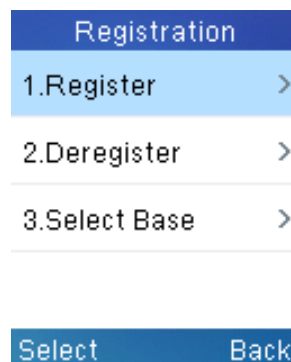 Registration
1.Register
2.Deregister
3.Select Base
Select Back